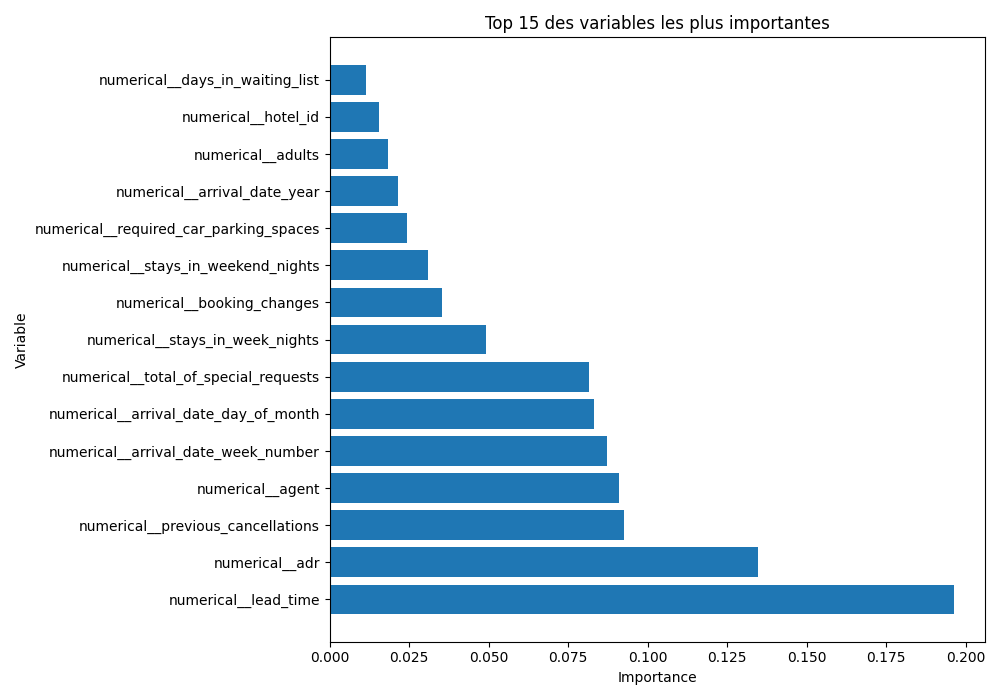 Top 15 des variables les plus importantes
numerical__days_in_waiting_list
numerical__hotel_id
numerical__adults
numerical__arrival_date_year
numerical__required_car_parking_spaces
numerical__stays_in_weekend_nights
numerical__booking_changes
numerical__stays_in_week_nights
numerical__total_of_special_requests
numerical__arrival_date_day_of_month
numerical__arrival_date_week_number
numerical__agent
numerical__previous_cancellations
numerical__adr
numerical__lead_time
Variable
0.000 0.025 0.050 0.075 0.100 0.125 0.150 0.175 0.200
Importance